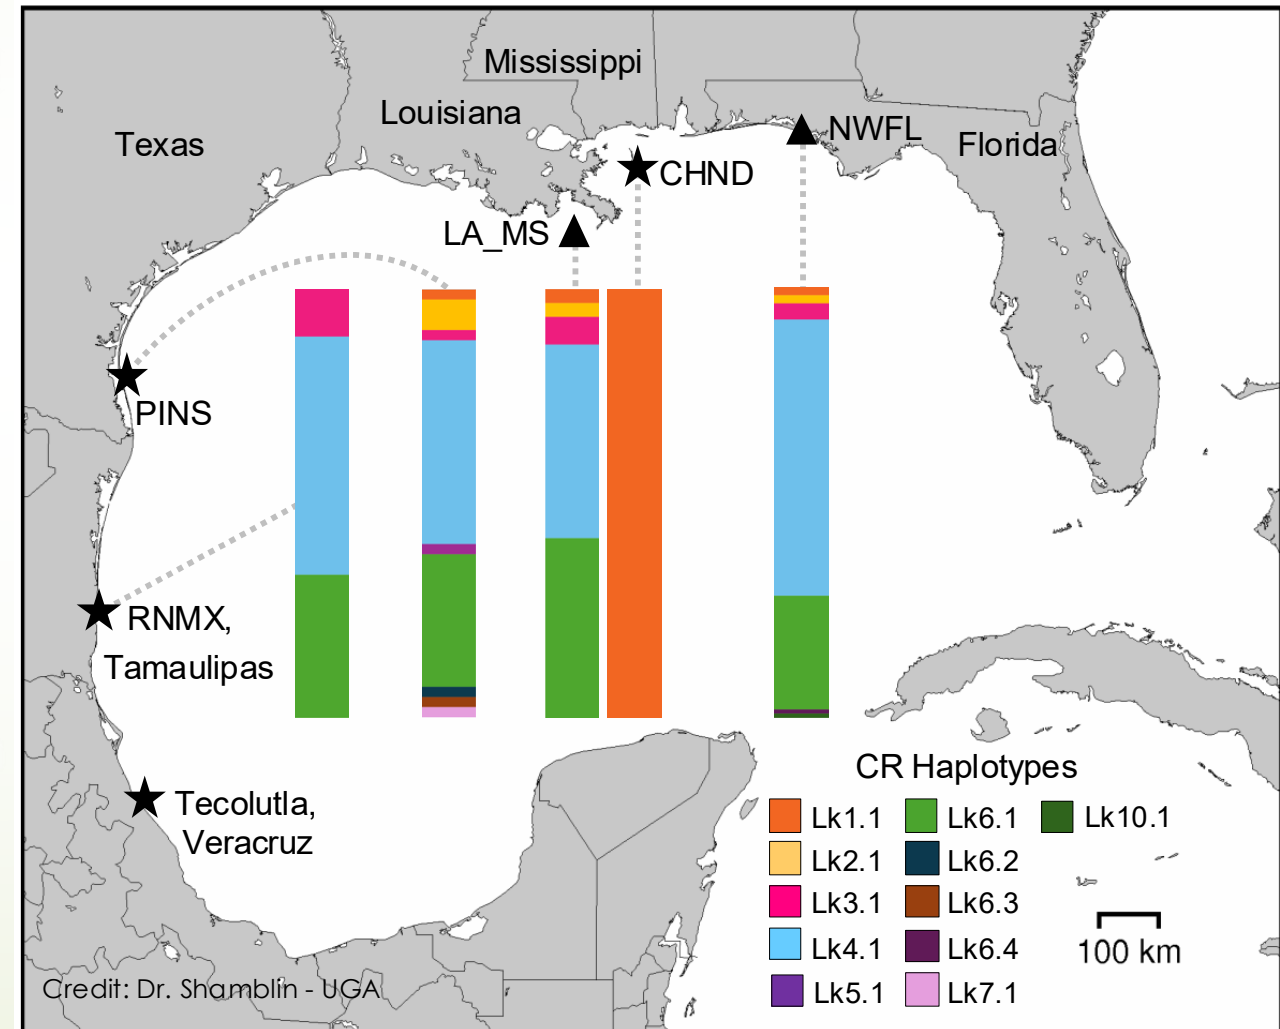 Mississippi
Louisiana
Texas
NWFL
Florida
CHND
LA_MS
PINS
RNMX,
Tamaulipas
Tecolutla,
Veracruz
CR Haplotypes
Lk1.1
Lk6.1
Lk10.1
Lk2.1
Lk6.2
Lk3.1
Lk6.3
Lk4.1
Lk6.4
Lk5.1
Lk7.1
100 km
Credit: Dr. Shamblin - UGA